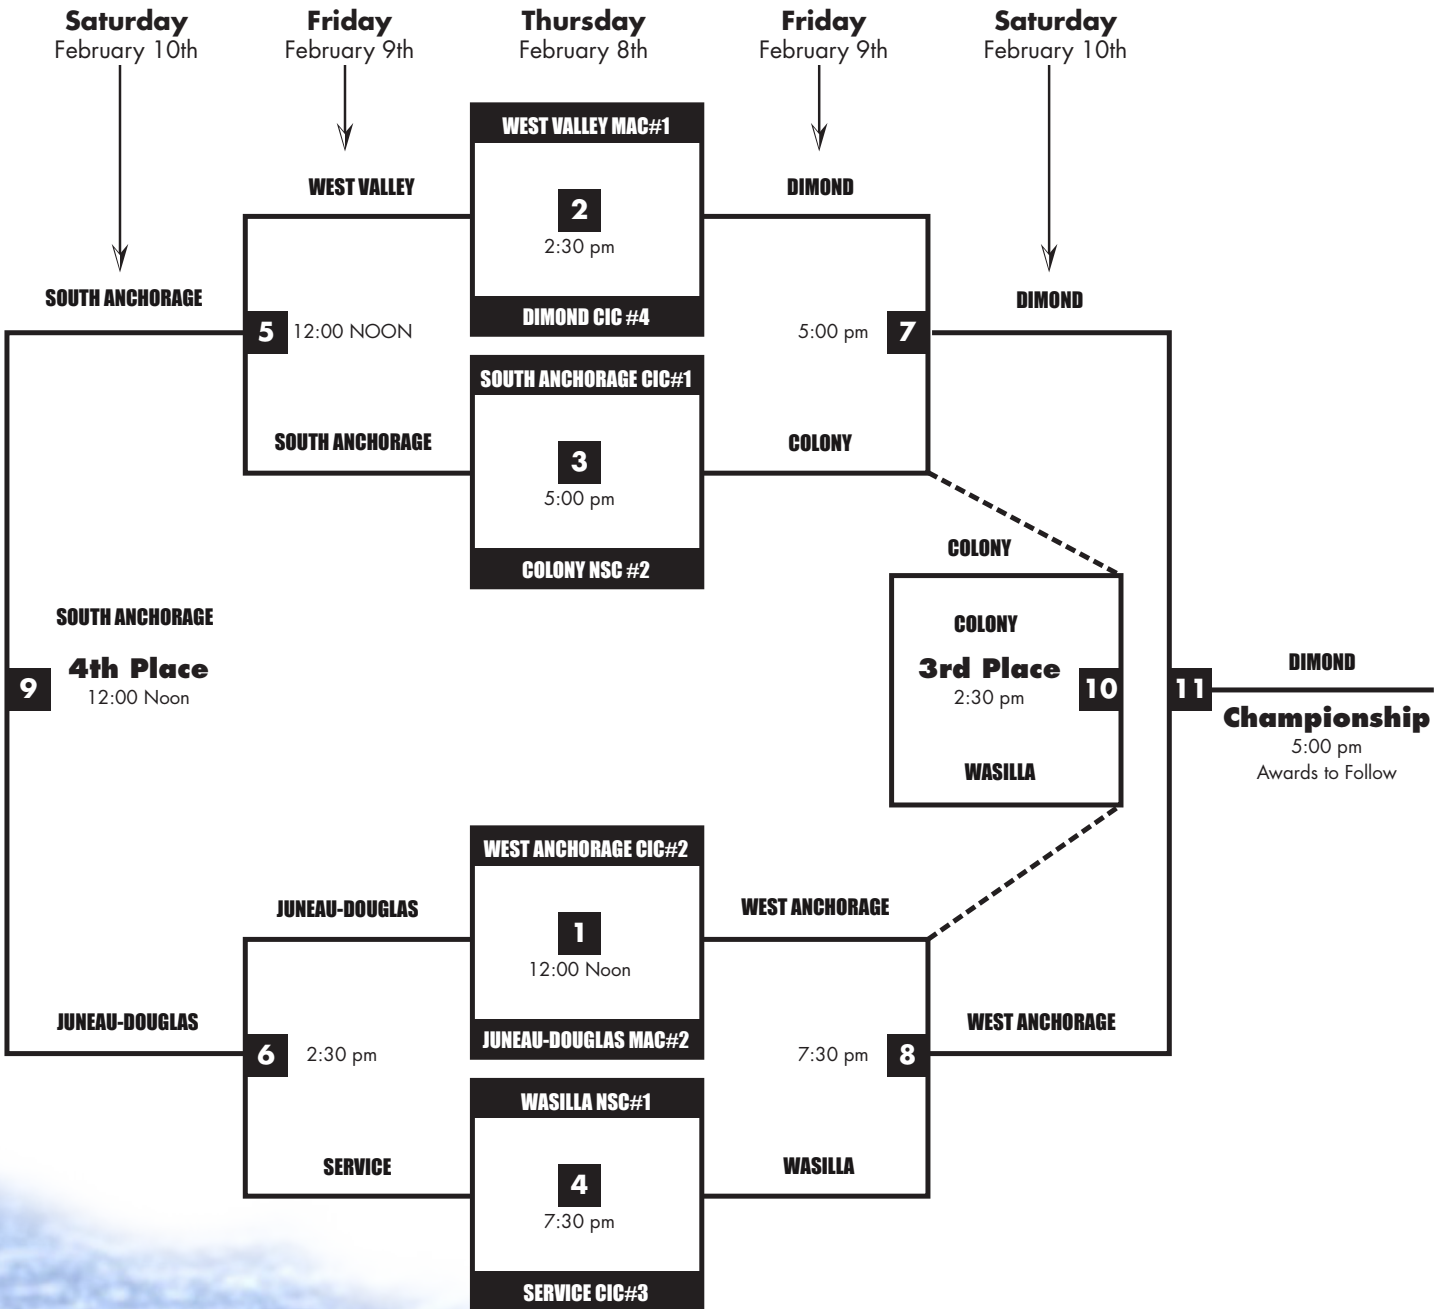 Saturday
February 10th
Friday
February 9th
Thursday
February 8th
Friday
February 9th
Saturday
February 10th
WEST VALLEY MAC#1
WEST VALLEY
DIMOND
2
2:30 pm
SOUTH ANCHORAGE
DIMOND
DIMOND CIC #4
5
12:00 NOON
5:00 pm
7
SOUTH ANCHORAGE CIC#1
SOUTH ANCHORAGE
COLONY
3
5:00 pm
COLONY
COLONY NSC #2
SOUTH ANCHORAGE
COLONY
4th Place
3rd Place
DIMOND
9
12:00 Noon
2:30 pm
10
11
Championship
5:00 pm
WASILLA
Awards to Follow
WEST ANCHORAGE CIC#2
JUNEAU-DOUGLAS
WEST ANCHORAGE
1
12:00 Noon
JUNEAU-DOUGLAS
WEST ANCHORAGE
JUNEAU-DOUGLAS MAC#2
6
2:30 pm
7:30 pm
8
WASILLA NSC#1
SERVICE
WASILLA
4
7:30 pm
SERVICE CIC#3